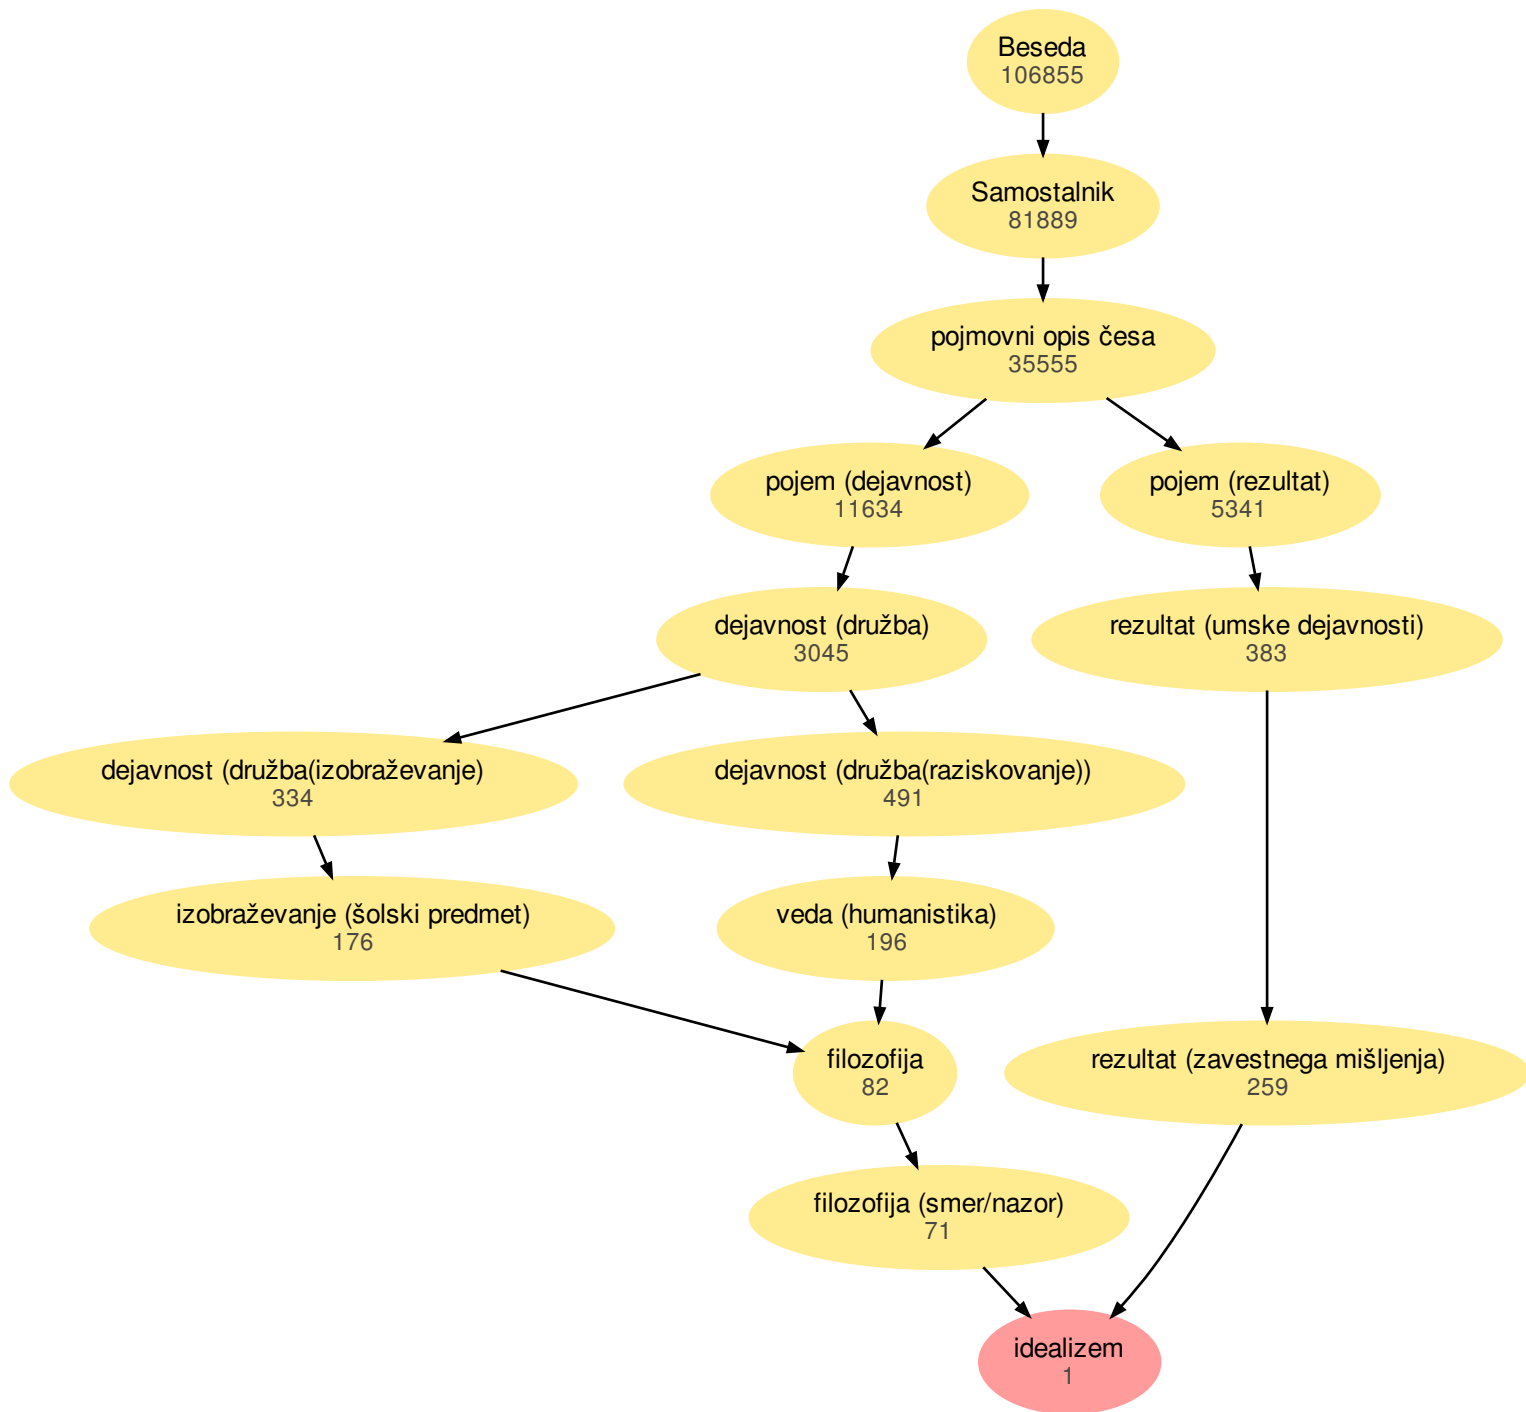 Beseda
106855
Samostalnik
81889
pojmovni opis česa
35555
pojem (dejavnost)
11634
pojem (rezultat)
5341
dejavnost (družba)
3045
rezultat (umske dejavnosti)
383
dejavnost (družba(izobraževanje)
334
dejavnost (družba(raziskovanje))
491
izobraževanje (šolski predmet)
176
veda (humanistika)
196
filozofija
82
rezultat (zavestnega mišljenja)
259
filozofija (smer/nazor)
71
idealizem
1